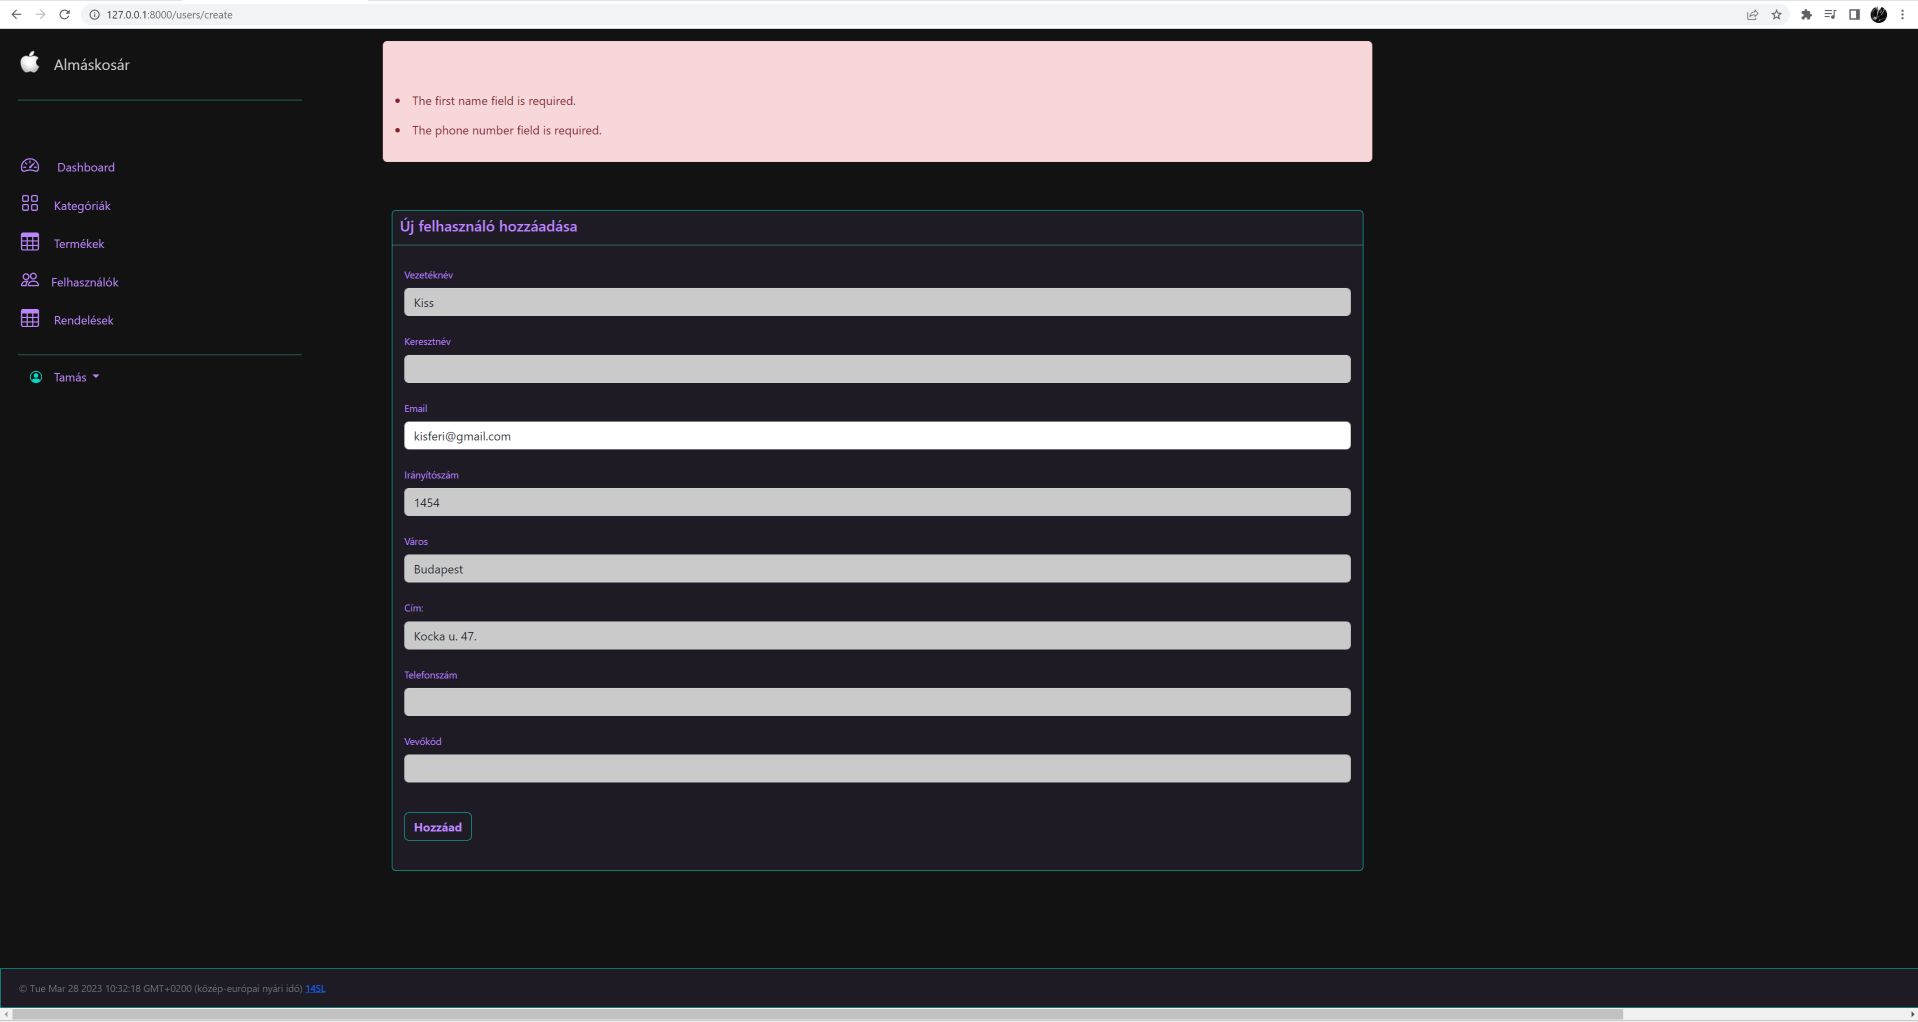 127.0.0.1:8000/users/create
Almáskosár
Dashboard
Kategóriák
Termékek
Felhasználók
Rendelések
Tamás
The first name field is required.
The phone number field is required.
Új felhasználó hozzáadása
Vezetéknév
Kiss
Keresztnév
Email
kisferi@gmail.com
Irányítószám
1454
Város
Budapest
Cím:
Kocka u. 47.
Telefonszám
Vevőkód
Hozzáad
© Tue Mar 28 2023 10:32:18 GMT+0200 (közép-európai nyári idő) 14SL